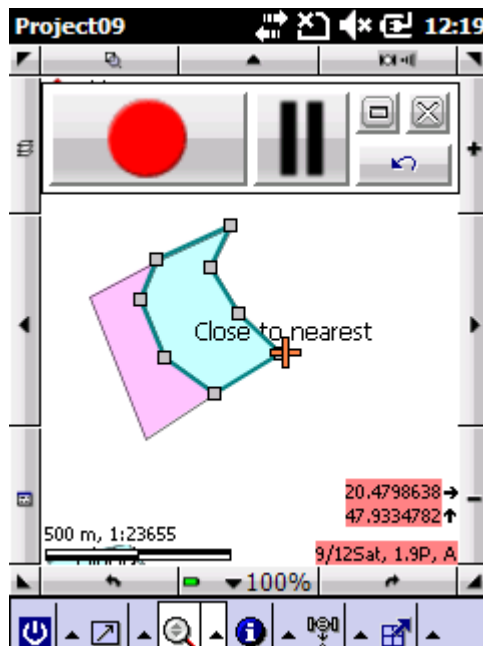 Project09 12:19
Close to nearest
20.4798638
47.9334782
500 m, 1:23655
9/12Sat, 1.9P, A
100%